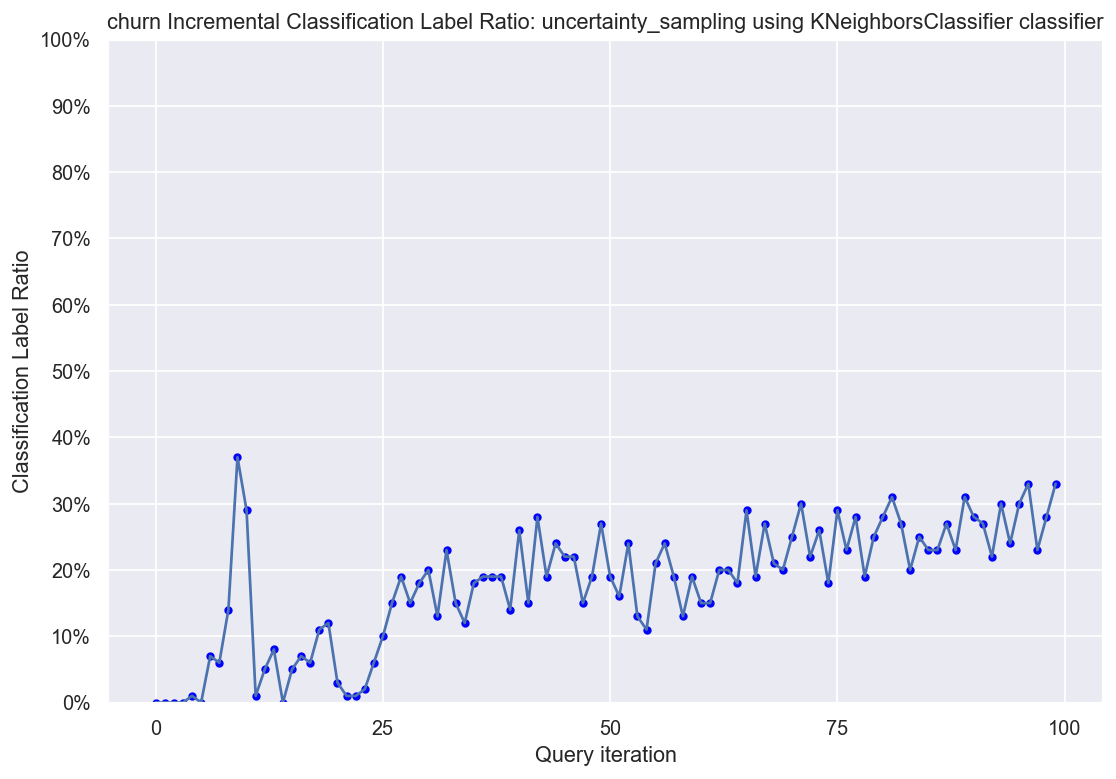 churn Incremental Classification Label Ratio: uncertainty_sampling using KNeighborsClassifier classifier
100%
90%
80%
70%
60%
50%
40%
30%
20%
10%
0%
Classification Label Ratio
0 25 50 75 100
Query iteration